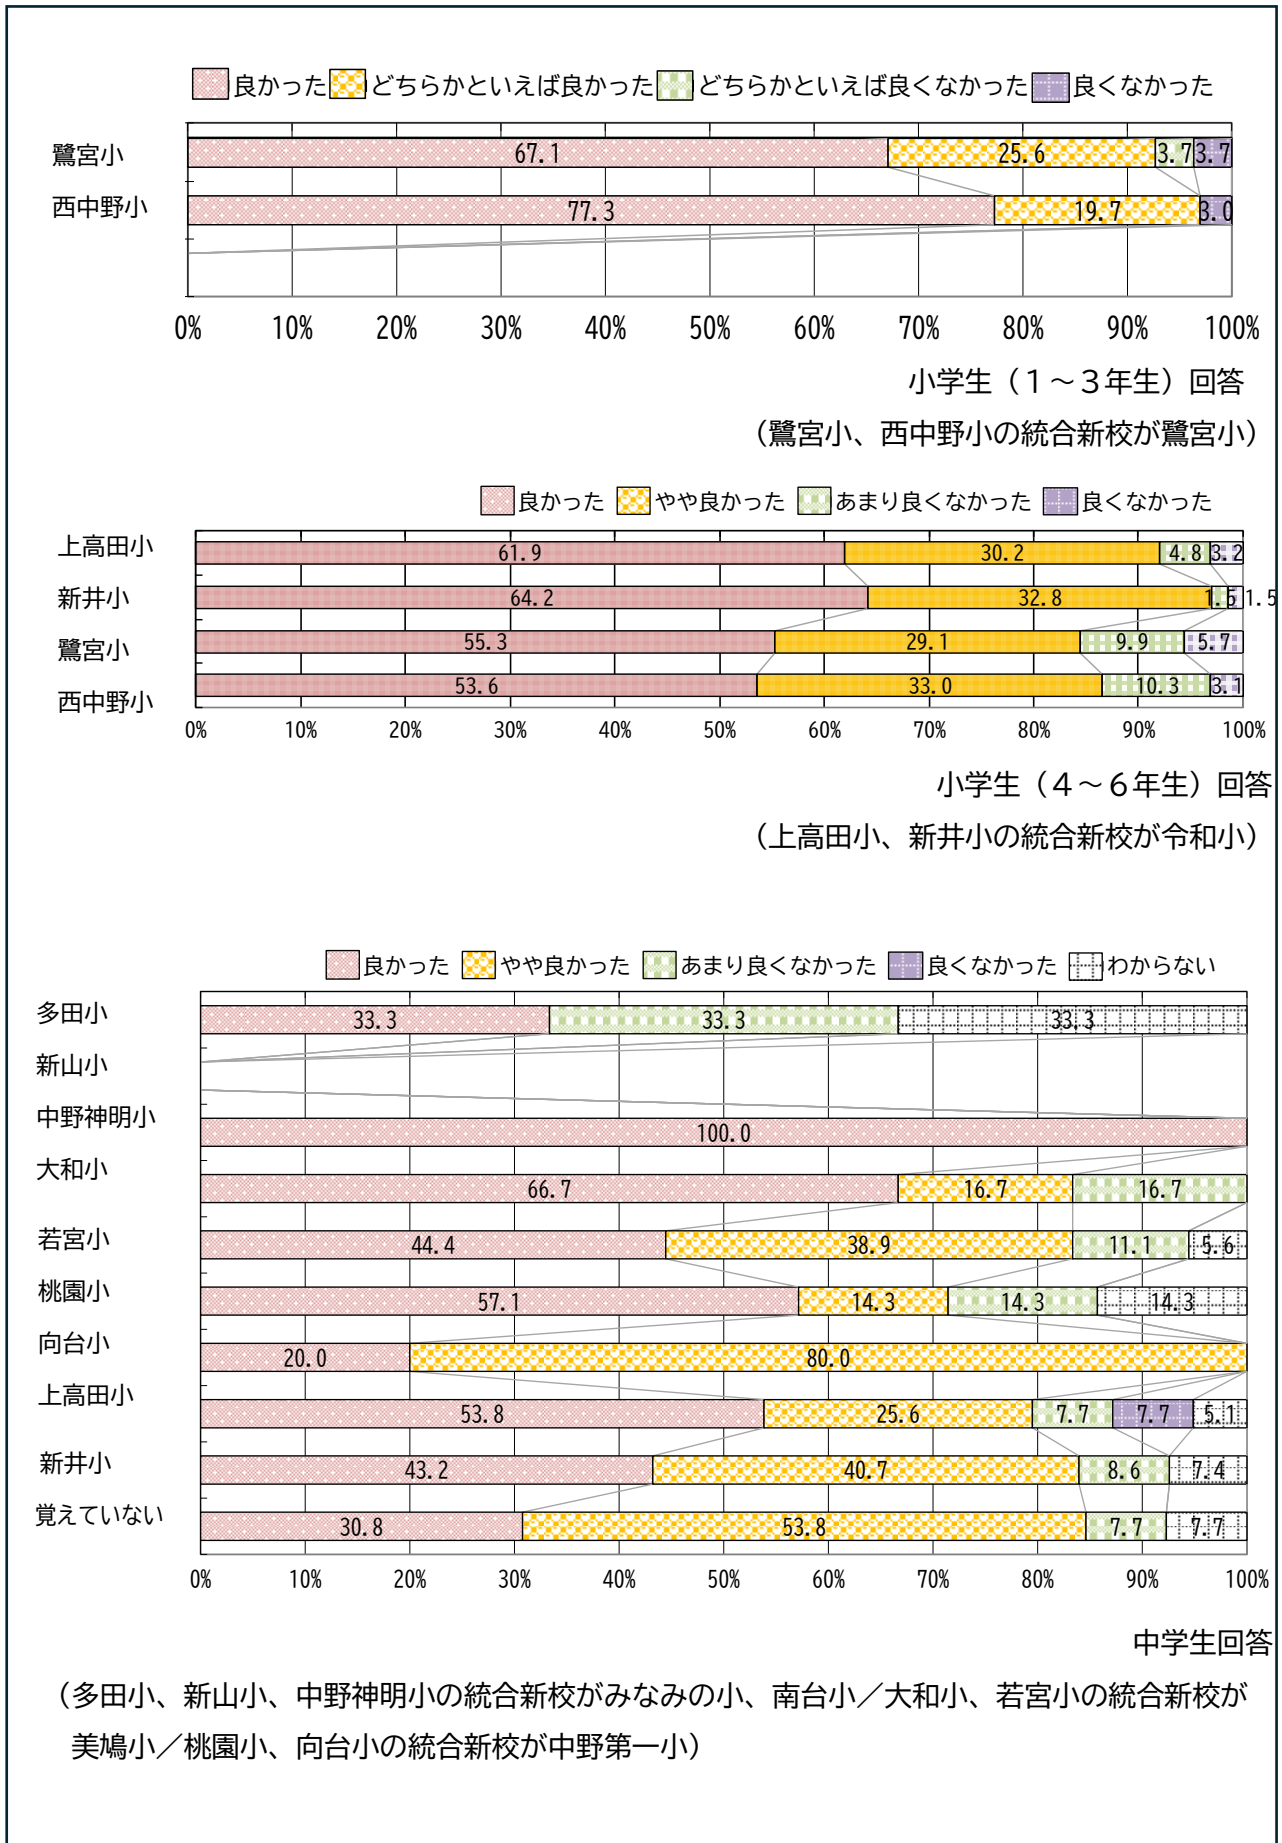 良かった どちらかといえば良かった どちらかといえば良くなかった 良くなかった
鷺宮小 67.1 25.6 3.7 3.7
西中野小 77.3 19.7 3.0
0% 10% 20% 30% 40% 50% 60% 70% 80% 90% 100%
小学生（１～３年生）回答
（鷺宮小、西中野小の統合新校が鷺宮小）
良かった やや良かった あまり良くなかった 良くなかった
上高田小 61.9 30.2 4.8 3.2
新井小 64.2 32.8 1.5 1.5
鷺宮小 55.3 29.1 9.9 5.7
西中野小 53.6 33.0 10.3 3.1
0% 10% 20% 30% 40% 50% 60% 70% 80% 90% 100%
小学生（４～６年生）回答
（上高田小、新井小の統合新校が令和小）
良かった やや良かった あまり良くなかった 良くなかった わからない
多田小 33.3 33.3 33.3
新山小
中野神明小 100.0
大和小 66.7 16.7 16.7
若宮小 44.4 38.9 11.1 5.6
桃園小 57.1 14.3 14.3 14.3
向台小 20.0 80.0
上高田小 53.8 25.6 7.7 7.7 5.1
新井小 43.2 40.7 8.6 7.4
覚えていない 30.8 53.8 7.7 7.7
0% 10% 20% 30% 40% 50% 60% 70% 80% 90% 100%
中学生回答
（多田小、新山小、中野神明小の統合新校がみなみの小、南台小／大和小、若宮小の統合新校が
美鳩小／桃園小、向台小の統合新校が中野第一小）